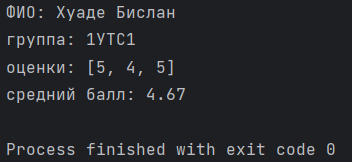 ФИО: Хуаде Бислан
группа: 1УТС1
оценки: [5, 4, 5]
средний балл: 4.67
Process finished with exit code 0